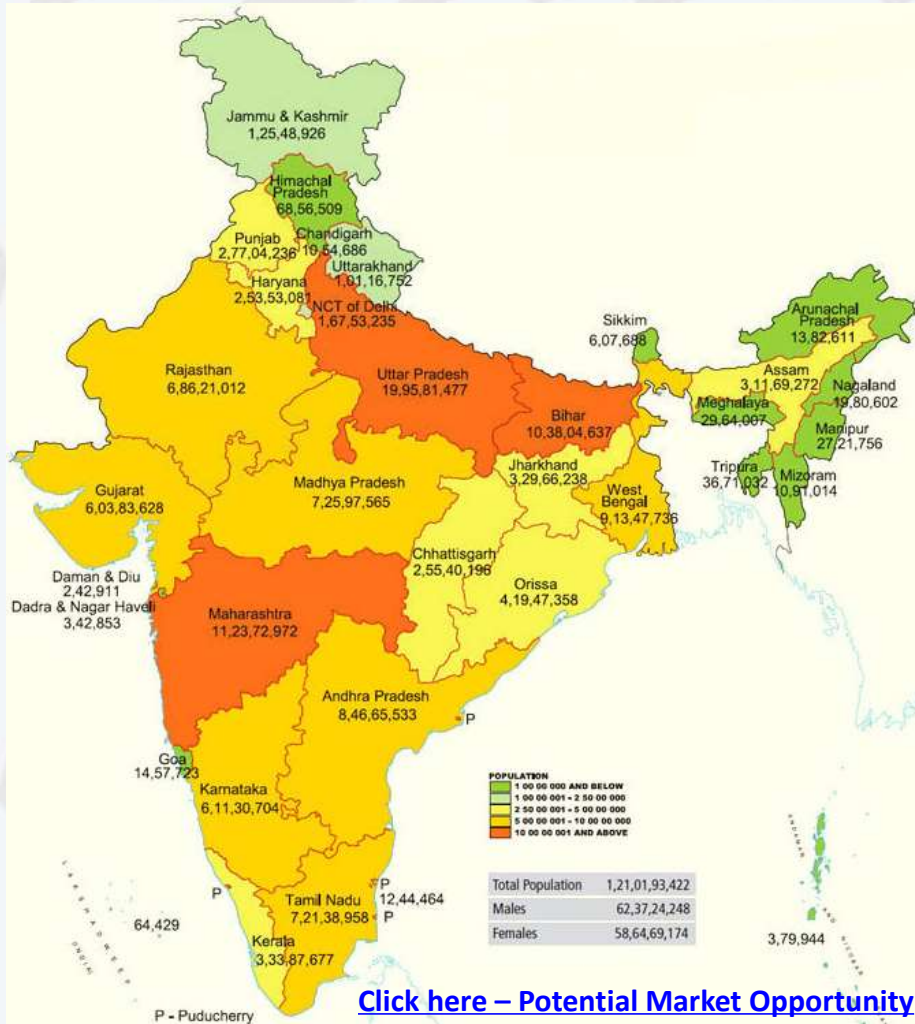 Jammu & Kashmir
1,25,48,926
Himachal
Pradesh
68,56,509
Punjab
2,77,04,236
Chandigarh
10,54,686
Uttarakhand
1,01,16,752
Haryana
2,53,53,081
NCT of Delhi
1,67,53,235
Rajasthan
6,86,21,012
Uttar Pradesh
19,95,81,477
Bihar
10,38,04,637
Sikkim
6,07,688
Arunachal
Pradesh
13,82,611
Assam
3,11,69,272
Nagaland
19,80,602
Meghalaya
29,64,007
Manipur
27,21,756
Tripura
36,71,032
Mizoram
10,91,014
Gujarat
6,03,83,628
Madhya Pradesh
7,25,97,565
Jharkhand
3,29,66,238
West
Bengal
9,13,47,736
Chhattisgarh
2,55,40,196
Orissa
4,19,47,358
Daman & Diu
2,42,911
Dadra & Nagar Haveli
3,42,853
Maharashtra
11,23,72,972
Andhra Pradesh
8,46,65,533
P
Goa
14,57,723
Karnataka
6,11,30,704
POPULATION
1 00 00 000 AND BELOW
1 00 00 001 - 2 50 00 000
2 50 00 001 - 5 00 00 000
5 00 00 001 - 10 00 00 000
10 00 00 001 AND ABOVE
Total Population 1,21,01,93,422
Males 62,37,24,248
Females 58,64,69,174
P
P
12,44,464
P
Tamil Nadu
7,21,38,958
Kerala
3,33,87,677
64,429
LAKSHADWEEP
3,79,944
ANDAMAN
AND NICOBAR
P - Puducherry
Click here – Potential Market Opportunity